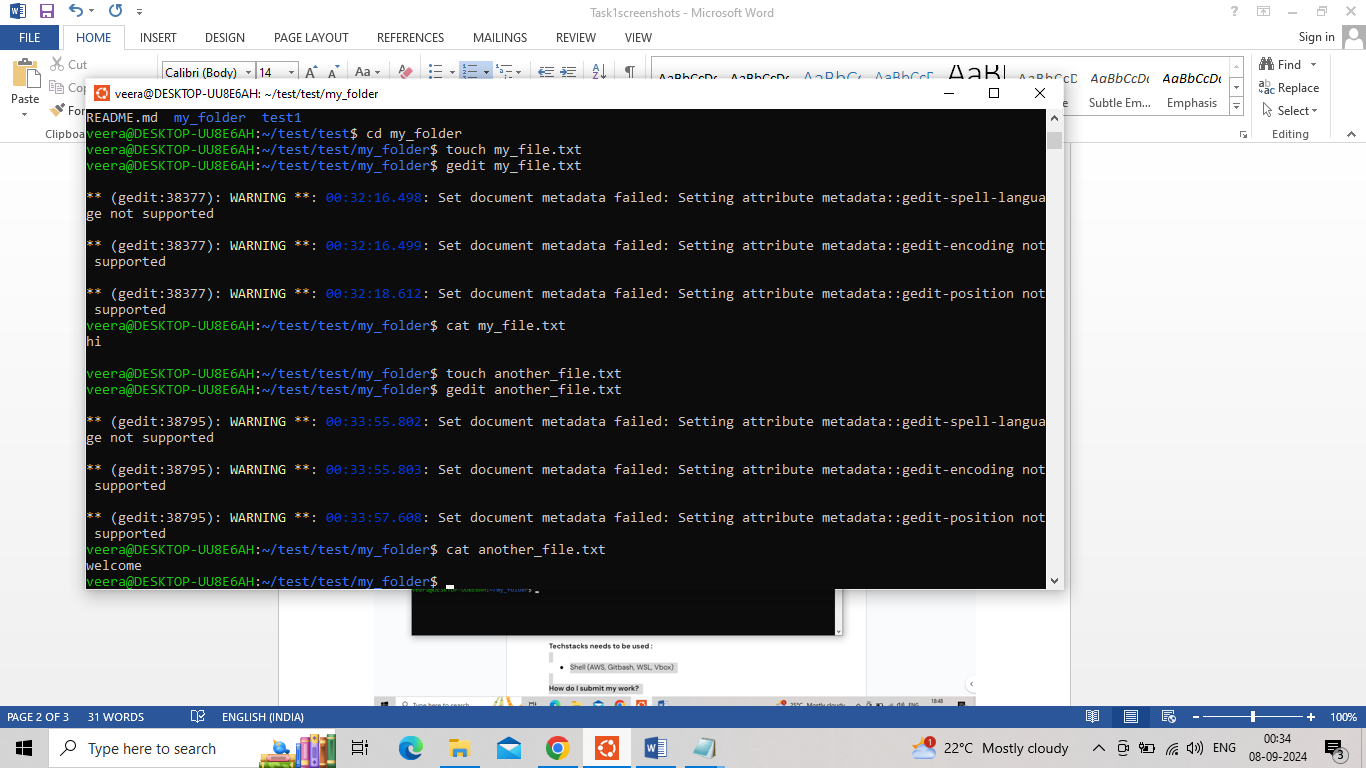 Task1screenshots - Microsoft Word
FILE HOME INSERT DESIGN PAGE LAYOUT REFERENCES MAILINGS REVIEW VIEW Sign in
Cut
Calibri (Body) 14 Aa
Paste
AaBbCcDc AaBbCcDc
AaBbCcDc AaBbCcDc
Subtle Em... Emphasis
Find
Replace
Select
Editing
veera@DESKTOP-UU8E6AH: ~/test/test/my_folder
README.md my_folder test1
veera@DESKTOP-UU8E6AH:~/test/test$ cd my_folder
veera@DESKTOP-UU8E6AH:~/test/test/my_folder$ touch my_file.txt
veera@DESKTOP-UU8E6AH:~/test/test/my_folder$ gedit my_file.txt
** (gedit:38377): WARNING **: 00:32:16.498: Set document metadata failed: Setting attribute metadata::gedit-spell-langua
ge not supported
** (gedit:38377): WARNING **: 00:32:16.499: Set document metadata failed: Setting attribute metadata::gedit-encoding not
supported
** (gedit:38377): WARNING **: 00:32:18.612: Set document metadata failed: Setting attribute metadata::gedit-position not
supported
veera@DESKTOP-UU8E6AH:~/test/test/my_folder$ cat my_file.txt
hi
veera@DESKTOP-UU8E6AH:~/test/test/my_folder$ touch another_file.txt
veera@DESKTOP-UU8E6AH:~/test/test/my_folder$ gedit another_file.txt
** (gedit:38795): WARNING **: 00:33:55.802: Set document metadata failed: Setting attribute metadata::gedit-spell-langua
ge not supported
** (gedit:38795): WARNING **: 00:33:55.803: Set document metadata failed: Setting attribute metadata::gedit-encoding not
supported
** (gedit:38795): WARNING **: 00:33:57.608: Set document metadata failed: Setting attribute metadata::gedit-position not
supported
veera@DESKTOP-UU8E6AH:~/test/test/my_folder$ cat another_file.txt
welcome
veera@DESKTOP-UU8E6AH:~/test/test/my_folder$
Techstacks needs to be used :
Shell (AWS, Gitbash, WSL, Vbox)
How do I submit my work?
PAGE 2 OF 3 31 WORDS ENGLISH (INDIA) 100%
Type here to search
1 22°C Mostly cloudy ENG 00:34
08-09-2024 3